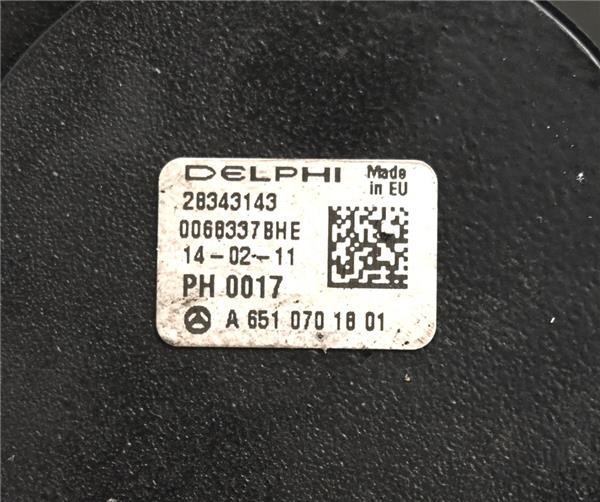 DELPHI Made in EU
28343143
0068337BHE
14-02-11
PH 0017
A 651 070 18 01